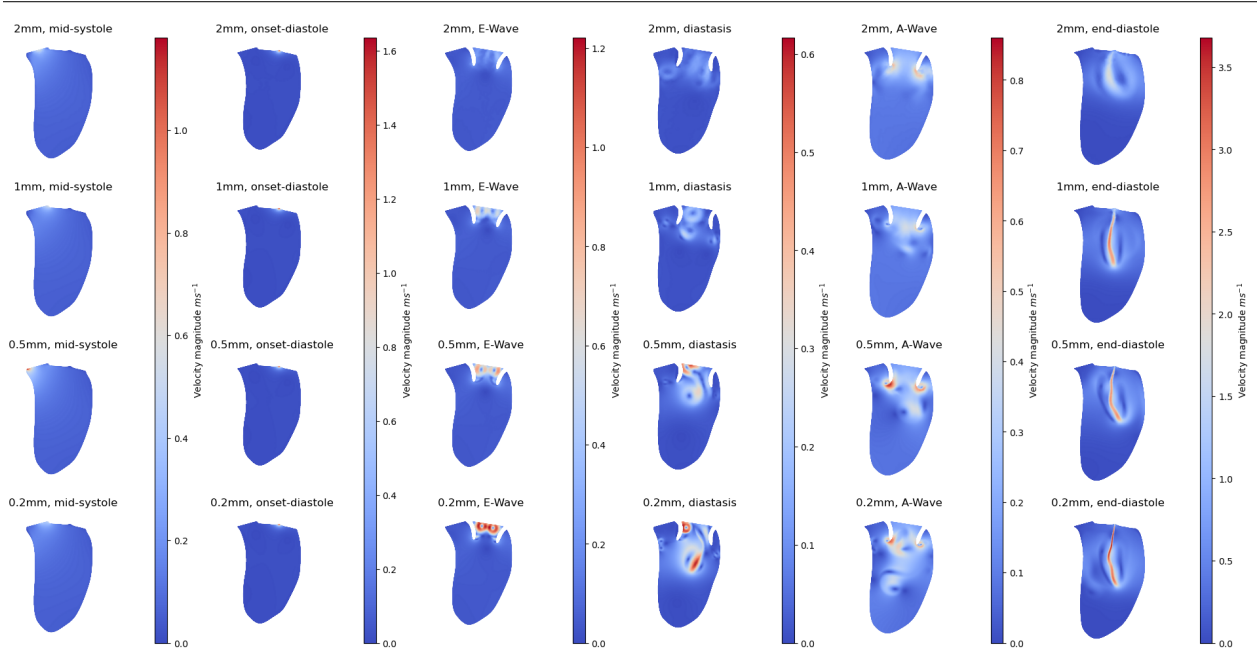 2mm, mid-systole
2mm, onset-diastole
2mm, E-Wave
2mm, diastasis
2mm, A-Wave
2mm, end-diastole
1mm, mid-systole
1mm, onset-diastole
1mm, E-Wave
1mm, diastasis
1mm, A-Wave
1mm, end-diastole
0.5mm, mid-systole
0.5mm, onset-diastole
0.5mm, E-Wave
0.5mm, diastasis
0.5mm, A-Wave
0.5mm, end-diastole
0.2mm, mid-systole
0.2mm, onset-diastole
0.2mm, E-Wave
0.2mm, diastasis
0.2mm, A-Wave
0.2mm, end-diastole
1.0
0.8
0.6
0.4
0.2
0.0
Velocity magnitude ms⁻¹
1.6
1.4
1.2
1.0
0.8
0.6
0.4
0.2
0.0
Velocity magnitude ms⁻¹
1.2
1.0
0.8
0.6
0.4
0.2
0.0
Velocity magnitude ms⁻¹
0.6
0.5
0.4
0.3
0.2
0.1
0.0
Velocity magnitude ms⁻¹
0.8
0.7
0.6
0.5
0.4
0.3
0.2
0.1
0.0
Velocity magnitude ms⁻¹
3.5
3.0
2.5
2.0
1.5
1.0
0.5
0.0
Velocity magnitude ms⁻¹